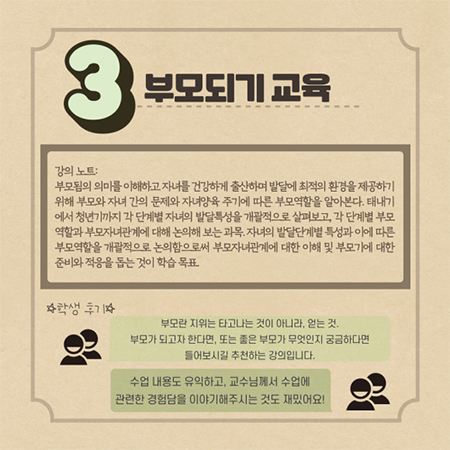 3 부모되기 교육
강의 노트:
부모됨의 의미를 이해하고 자녀를 건강하게 출산하며 발달에 최적의 환경을 제공하기
위해 부모와 자녀 간의 문제와 자녀양육 주기에 따른 부모역할을 알아본다. 태내기
에서 청년기까지 각 단계별 자녀의 발달특성을 개괄적으로 살펴보고, 각 단계별 부모
역할과 부모자녀관계에 대해 논의해 보는 과목. 자녀의 발달단계별 특성과 이에 따른
부모역할을 개괄적으로 논의함으로써 부모자녀관계에 대한 이해 및 부모기에 대한
준비와 적응을 돕는 것이 학습 목표.
☆학생 후기☆
부모란 지위는 타고나는 것이 아니라, 얻는 것.
부모가 되고자 한다면, 또는 좋은 부모가 무엇인지 궁금하다면
들어보시길 추천하는 강의입니다.
수업 내용도 유익하고, 교수님께서 수업에
관련한 경험담을 이야기해주시는 것도 재밌어요!